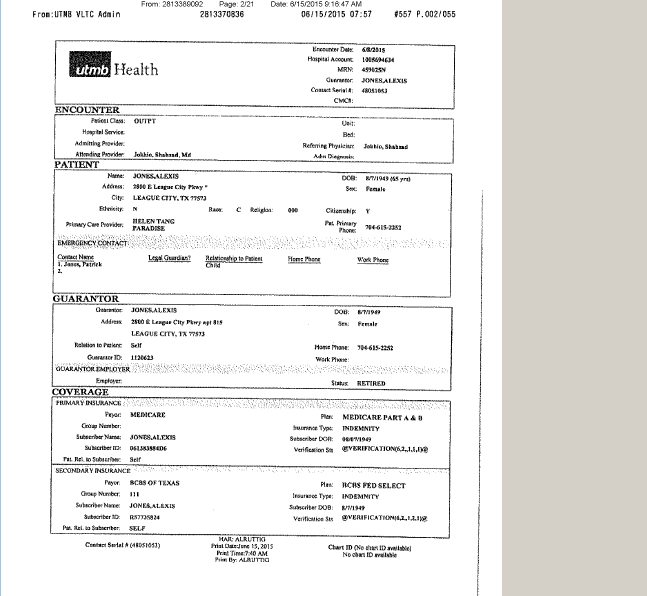 From: 2813389092 Page: 2/21 Date: 6/15/2015 9:16:47 AM
From:UTMB VLTC Admin 2813370836 06/15/2015 07:57 #557 P.002/055
utmb Health
Encounter Date: 6/8/2015
Hospital Account: 1005694634
MRN: 459025N
Guarantor: JONES,ALEXIS
Contact Serial #: 48051053
CMC#:
ENCOUNTER
Patient Class: OUTPT Unit:
Hospital Service: Bed:
Admitting Provider: Referring Physician: Jokhio, Shahzad
Attending Provider: Jokhio, Shahzad, Md Adm Diagnosis:
PATIENT
Name: JONES,ALEXIS DOB: 8/7/1949 (65 yrs)
Address: 2800 E League City Pkwy * Sex: Female
City: LEAGUE CITY, TX 77573
Ethnicity: N Race: C Religion: 000 Citizenship: Y
Primary Care Provider: HELEN TANG PARADISE Pat. Primary Phone: 704-615-2252
EMERGENCY CONTACT
Contact Name Legal Guardian? Relationship to Patient Home Phone Work Phone
1. Jones, Patrick Child
2.
GUARANTOR
Guarantor: JONES,ALEXIS DOB: 8/7/1949
Address: 2800 E League City Pkwy apt 819 Sex: Female
LEAGUE CITY, TX 77573
Relation to Patient: Self Home Phone: 704-615-2252
Guarantor ID: 1120623 Work Phone:
GUARANTOR EMPLOYER
Employer: Status: RETIRED
COVERAGE
PRIMARY INSURANCE
Payor: MEDICARE Plan: MEDICARE PART A & B
Group Number: Insurance Type: INDEMNITY
Subscriber Name: JONES,ALEXIS Subscriber DOB: 08/07/1949
Subscriber ID: Verification Sts @VERIFICATION(6,2,,1,1,1)@
Pat. Rel. to Subscriber: Self
SECONDARY INSURANCE
Payor: BCBS OF TEXAS Plan: BCBS FED SELECT
Group Number: 111 Insurance Type: INDEMNITY
Subscriber Name: JONES,ALEXIS Subscriber DOB: 8/7/1949
Subscriber ID: R57735824 Verification Sts @VERIFICATION(6,2,,1,2,1)@
Pat. Rel. to Subscriber: SELF
Contact Serial # (48051053)
HAR: ALRUTTIG
Print Date:June 15, 2015
Print Time:7:40 AM
Print By: ALRUTTIG
Chart ID (No chart ID available)
No chart ID available